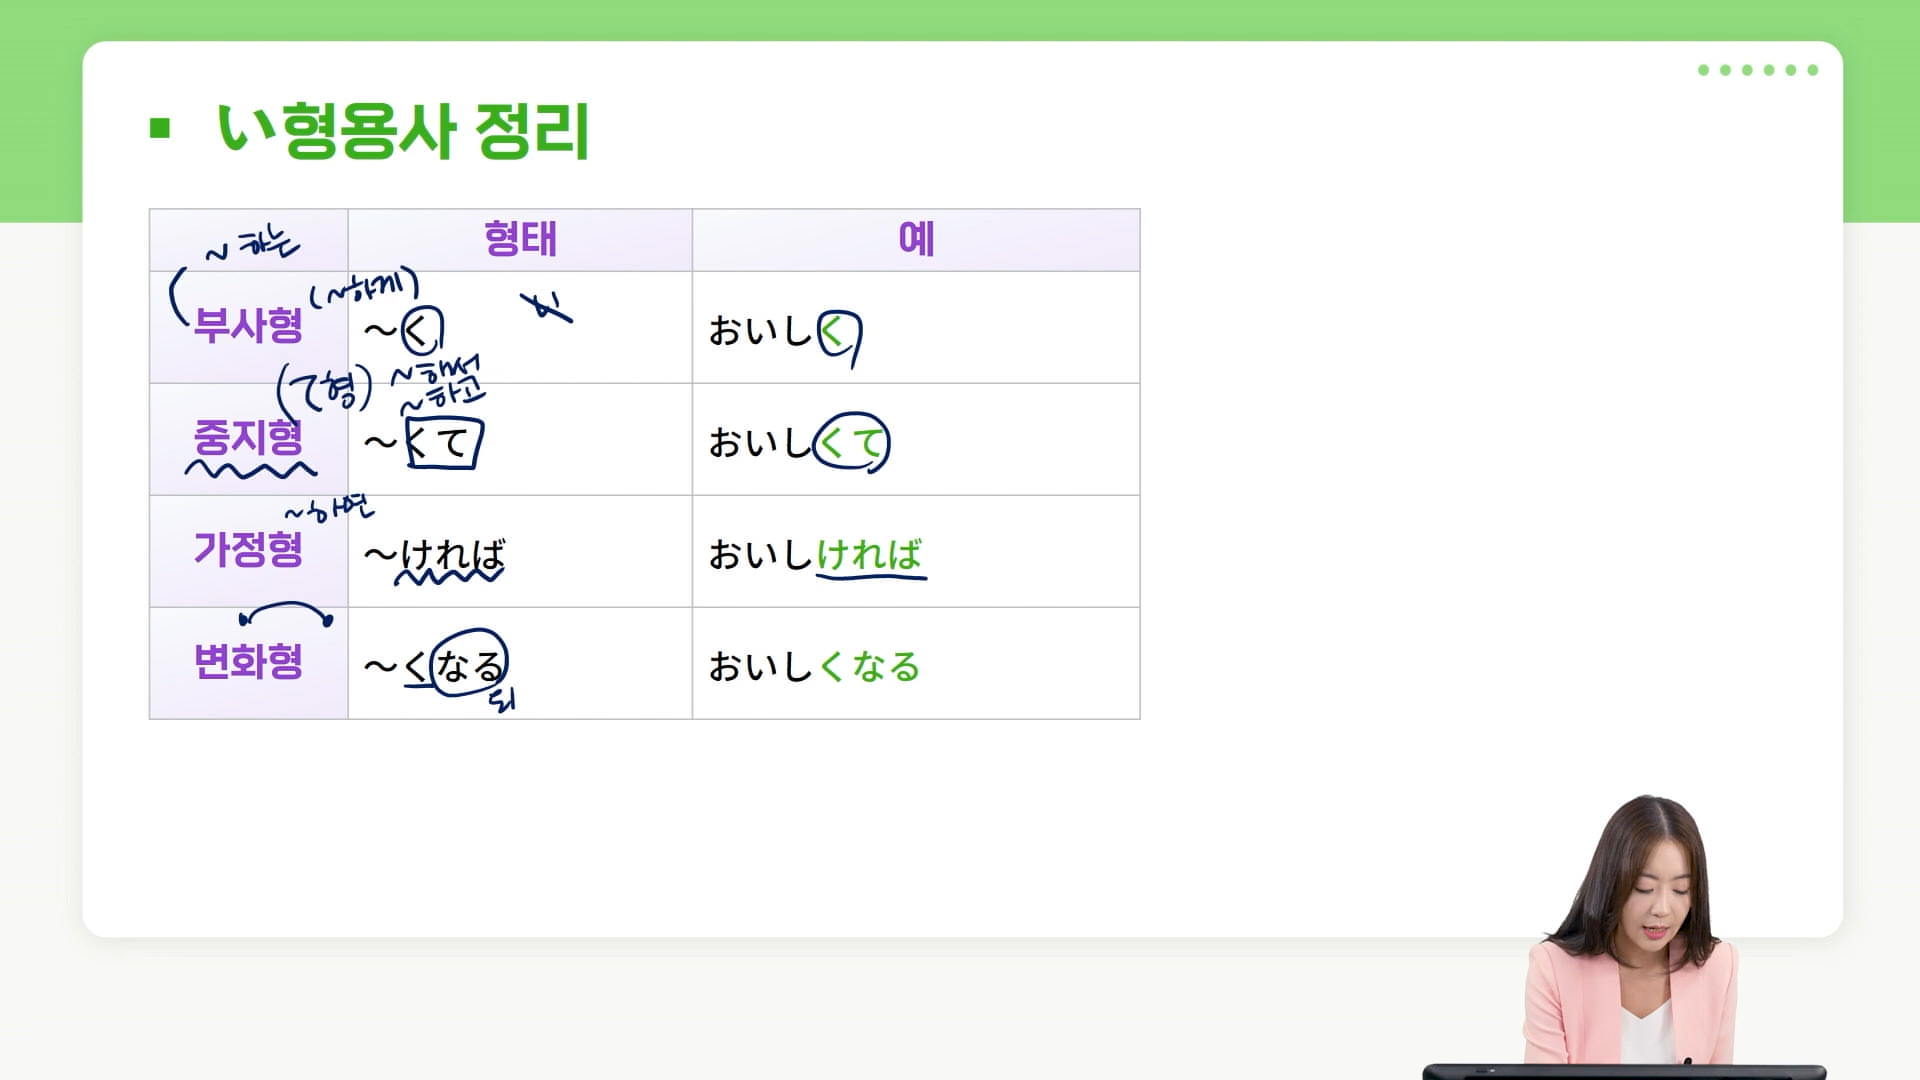 ▪ い형용사 정리
~하는
형태
예
부사형
(~하게)
～く
い
おいしく
(て형)
~해서
~하고
중지형
～くて
おいしくて
~하면
가정형
～ければ
おいしければ
변화형
～くなる
되
おいしくなる